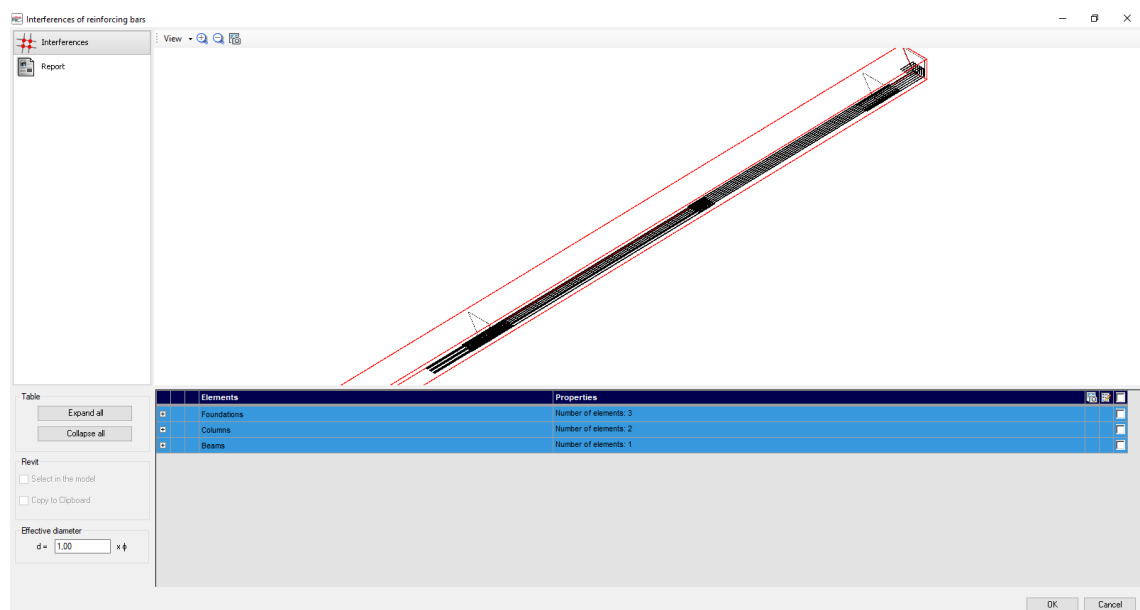 Interferences of reinforcing bars
Interferences
View
Report
Table
Expand all
Collapse all
Elements Properties
Foundations Number of elements: 3
Columns Number of elements: 2
Beams Number of elements: 1
Revit
Select in the model
Copy to Clipboard
Effective diameter
d = 1.00 x ϕ
OK Cancel